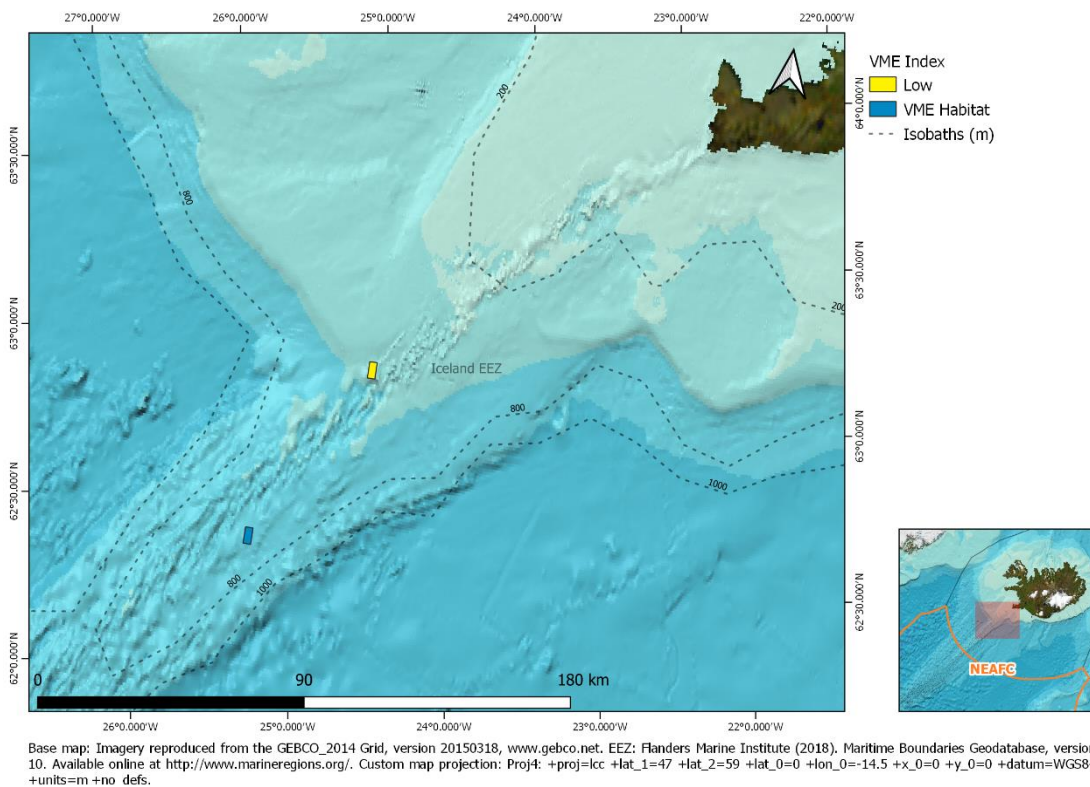 27°0.000'W 26°0.000'W 25°0.000'W 24°0.000'W 23°0.000'W 22°0.000'W
VME Index
Low
VME Habitat
Isobaths (m)
200
64°0.000'N
63°30.000'N
800
63°30.000'N
200
63°0.000'N
Iceland EEZ
800
63°0.000'N
1000
62°30.000'N
800
1000
62°30.000'N
62°0.000'N
0 90 180 km
NEAFC
26°0.000'W 25°0.000'W 24°0.000'W 23°0.000'W 22°0.000'W
Base map: Imagery reproduced from the GEBCO_2014 Grid, version 20150318, www.gebco.net. EEZ: Flanders Marine Institute (2018). Maritime Boundaries Geodatabase, version
10. Available online at http://www.marineregions.org/. Custom map projection: Proj4: +proj=lcc +lat_1=47 +lat_2=59 +lat_0=0 +lon_0=-14.5 +x_0=0 +y_0=0 +datum=WGS8
+units=m +no_defs.